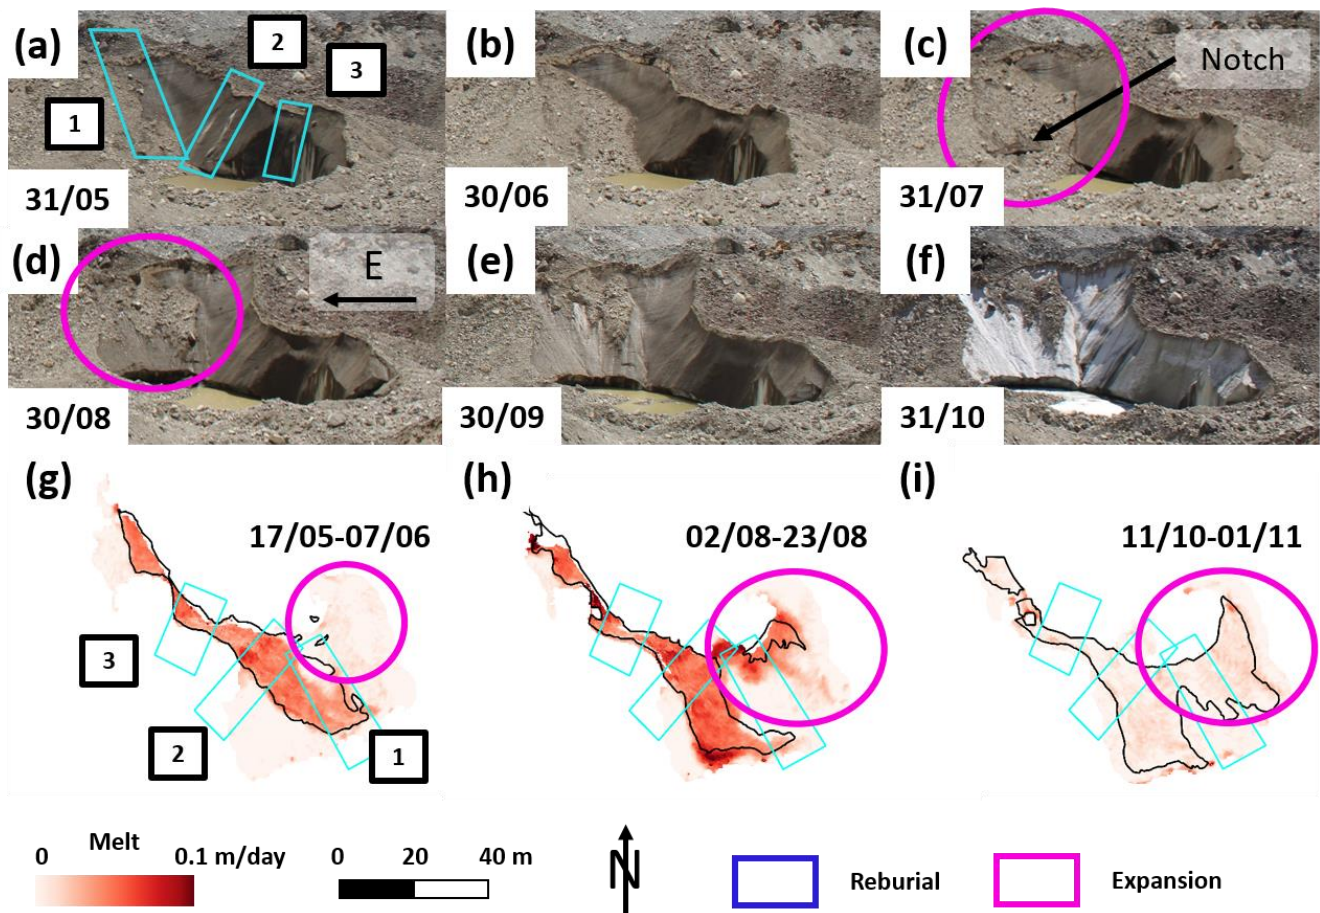 (a)
1
2
3
31/05
(b)
30/06
(c)
Notch
31/07
(d)
E
30/08
(e)
30/09
(f)
31/10
(g)
17/05-07/06
3
2
1
(h)
02/08-23/08
(i)
11/10-01/11
Melt
0 0.1 m/day
0 20 40 m
N
Reburial
Expansion